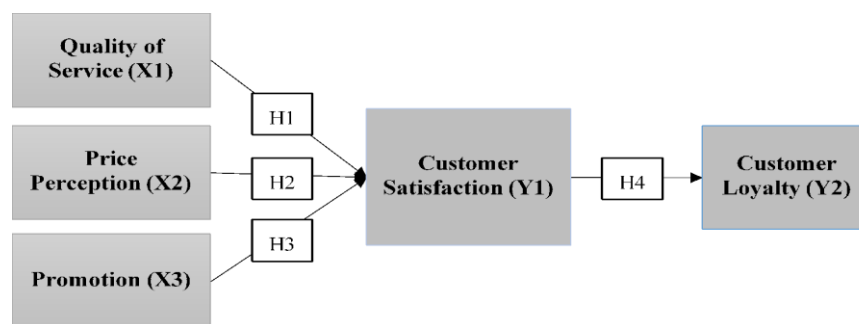 Quality of
Service (X1)
H1
Price
Perception (X2)
H2
Customer
Satisfaction (Y1)
H4
Customer
Loyalty (Y2)
H3
Promotion (X3)